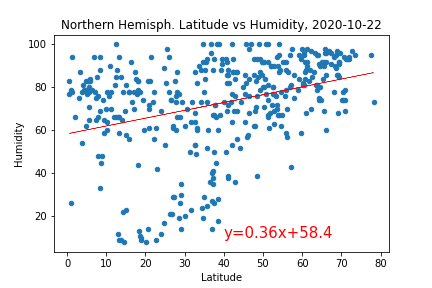 Northern Hemisph. Latitude vs Humidity, 2020-10-22
100
80
60
40
20
Humidity
y=0.36x+58.4
0 10 20 30 40 50 60 70 80
Latitude